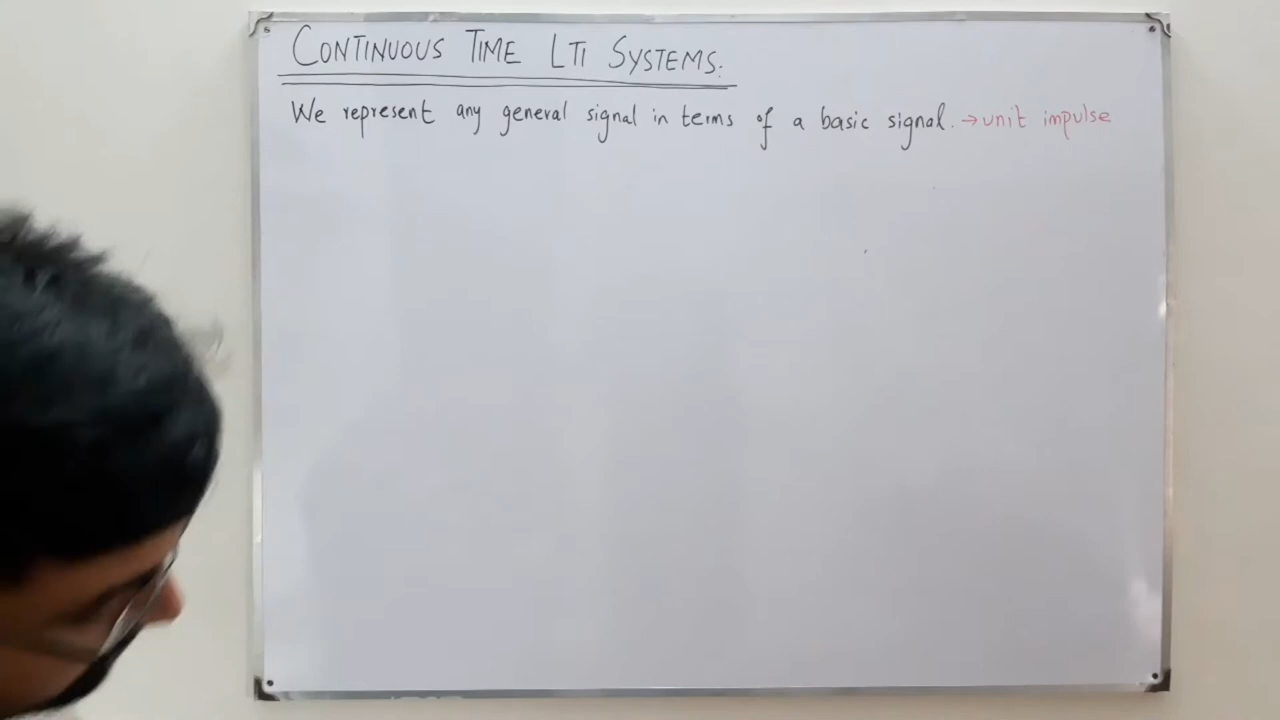 CONTINUOUS TIME LTI SYSTEMS:
We represent any general signal in terms of a basic signal. → unit impulse